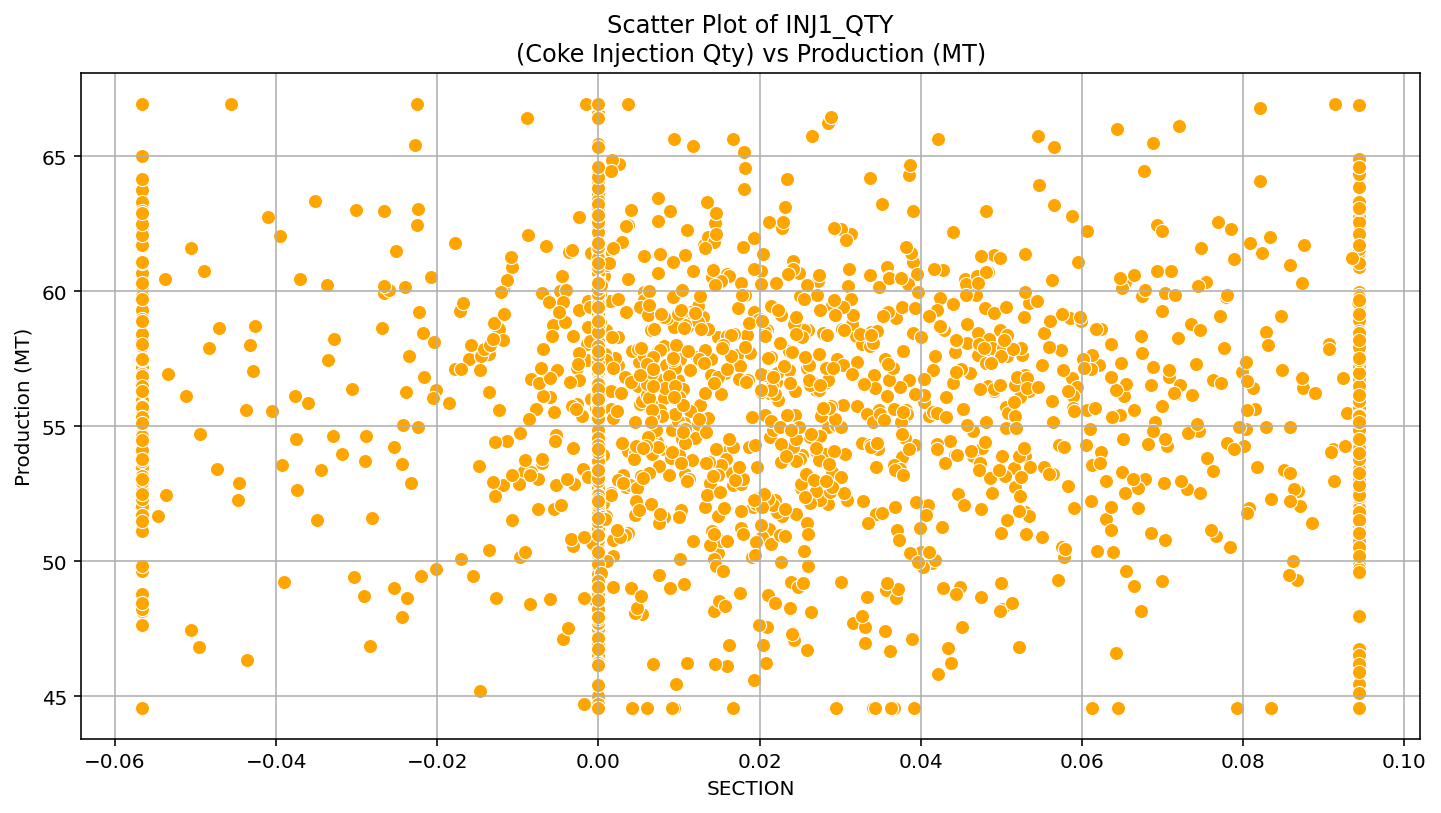 Scatter Plot of INJ1_QTY
(Coke Injection Qty) vs Production (MT)
Production (MT)
65
60
55
50
45
−0.06 −0.04 −0.02 0.00 0.02 0.04 0.06 0.08 0.10
SECTION